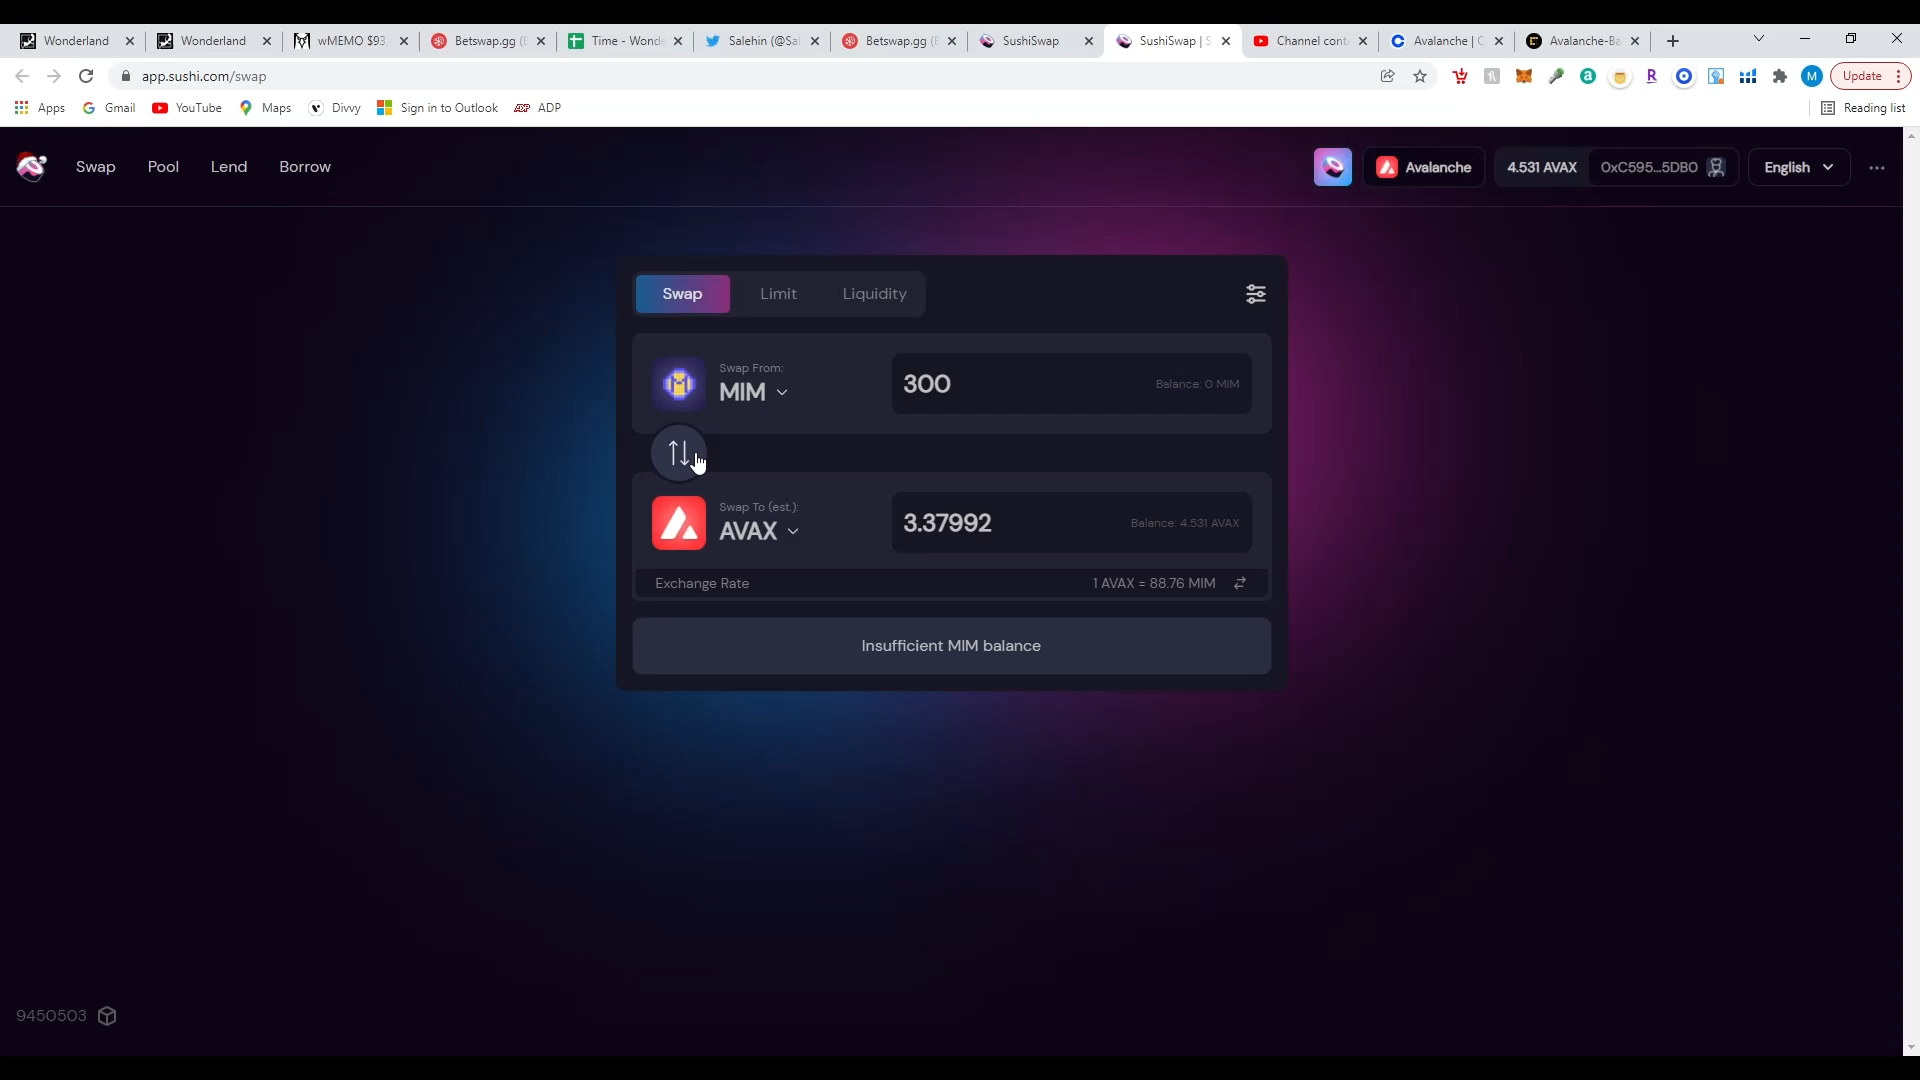 Wonderland
Wonderland
wMEMO $93,
Betswap.gg (
Time - Wonde
Salehin (@Sal
Betswap.gg (
SushiSwap
SushiSwap | S
Channel cont
Avalanche | C
Avalanche-Ba
app.sushi.com/swap
Update
Apps
Gmail
YouTube
Maps
Divvy
Sign in to Outlook
ADP
Reading list
Swap
Pool
Lend
Borrow
Avalanche
4.531 AVAX
0xC595...5DB0
English
Swap
Limit
Liquidity
Swap From:
MIM
300
Balance: 0 MIM
Swap To (est.):
AVAX
3.37992
Balance: 4.531 AVAX
Exchange Rate
1 AVAX = 88.76 MIM
Insufficient MIM balance
9450503